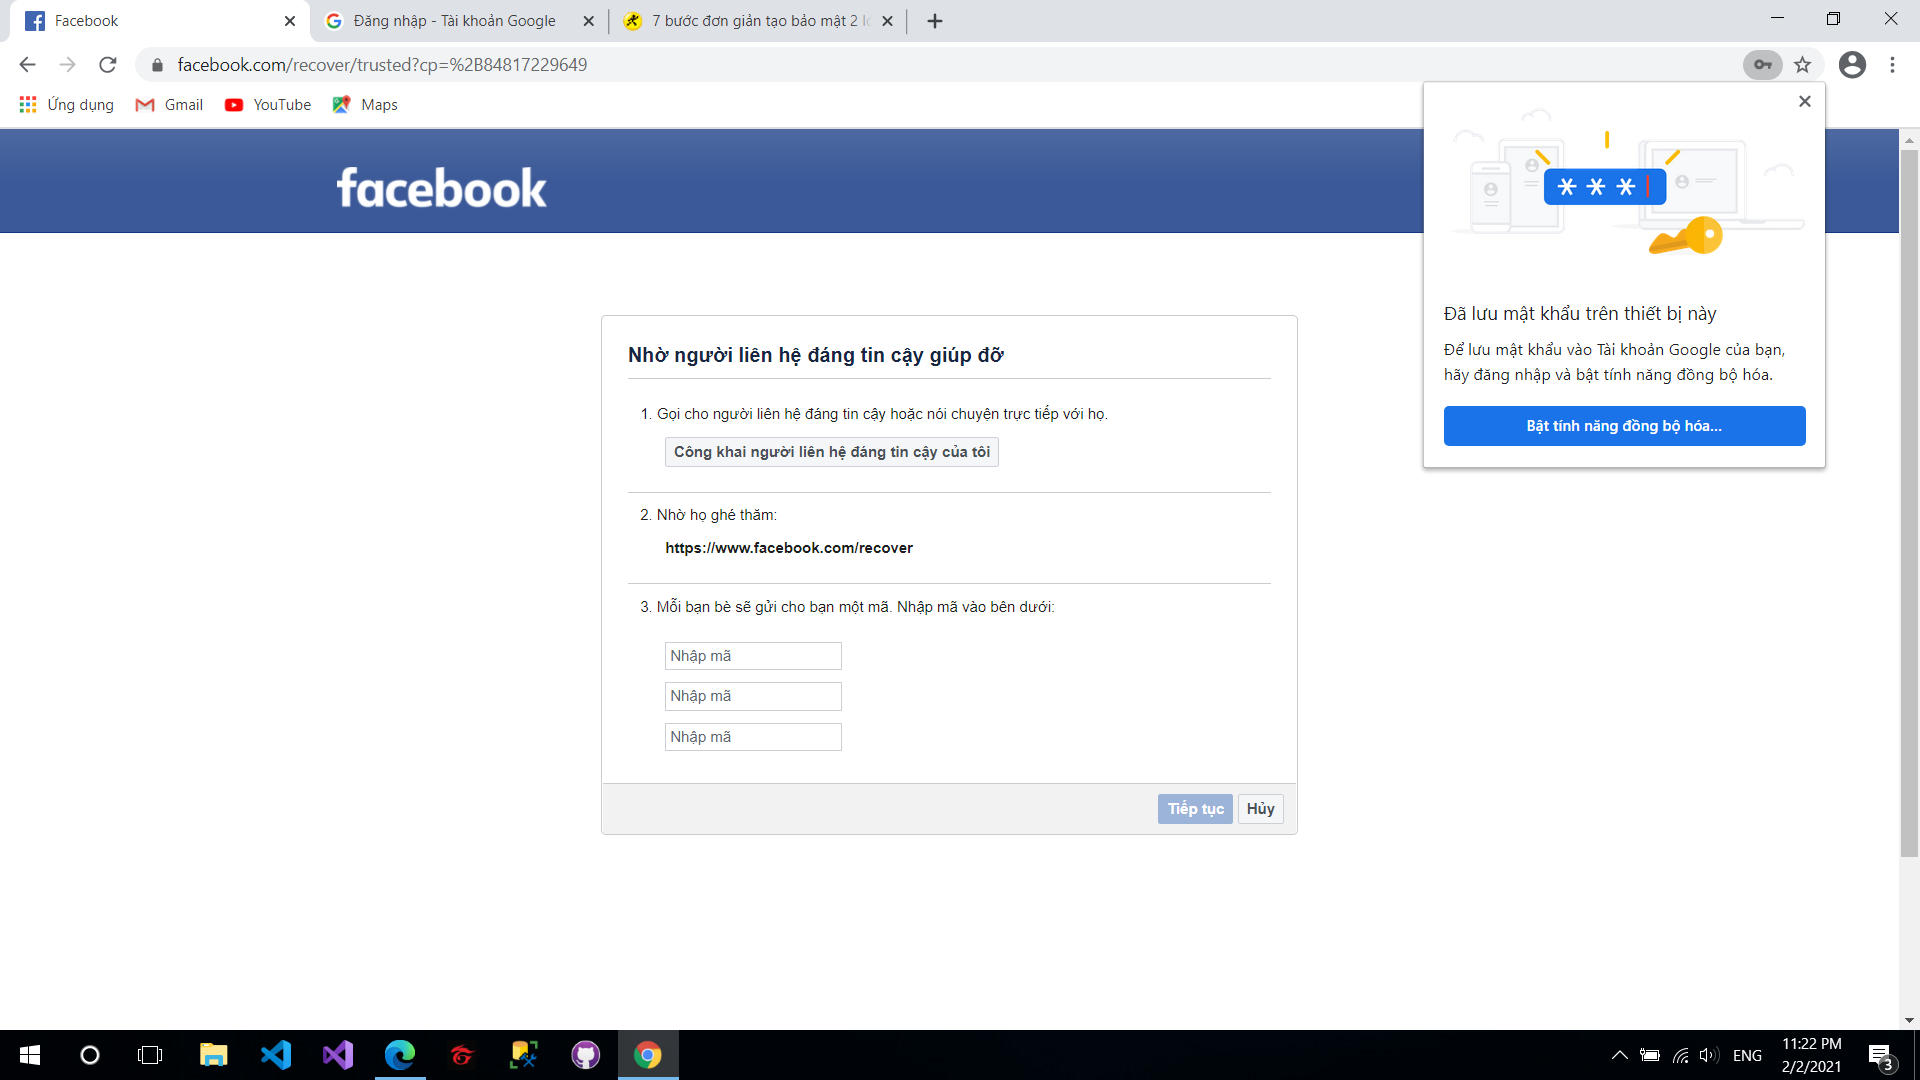 Facebook
Đăng nhập - Tài khoản Google
7 bước đơn giản tạo bảo mật 2 lớ
facebook.com/recover/trusted?cp=%2B84817229649
Ứng dụng
Gmail
YouTube
Maps
facebook
***
Đã lưu mật khẩu trên thiết bị này
Để lưu mật khẩu vào Tài khoản Google của bạn,
hãy đăng nhập và bật tính năng đồng bộ hóa.
Bật tính năng đồng bộ hóa...
Nhờ người liên hệ đáng tin cậy giúp đỡ
1. Gọi cho người liên hệ đáng tin cậy hoặc nói chuyện trực tiếp với họ.
Công khai người liên hệ đáng tin cậy của tôi
2. Nhờ họ ghé thăm:
https://www.facebook.com/recover
3. Mỗi bạn bè sẽ gửi cho bạn một mã. Nhập mã vào bên dưới:
Nhập mã
Nhập mã
Nhập mã
Tiếp tục
Hủy
ENG
11:22 PM
2/2/2021
3